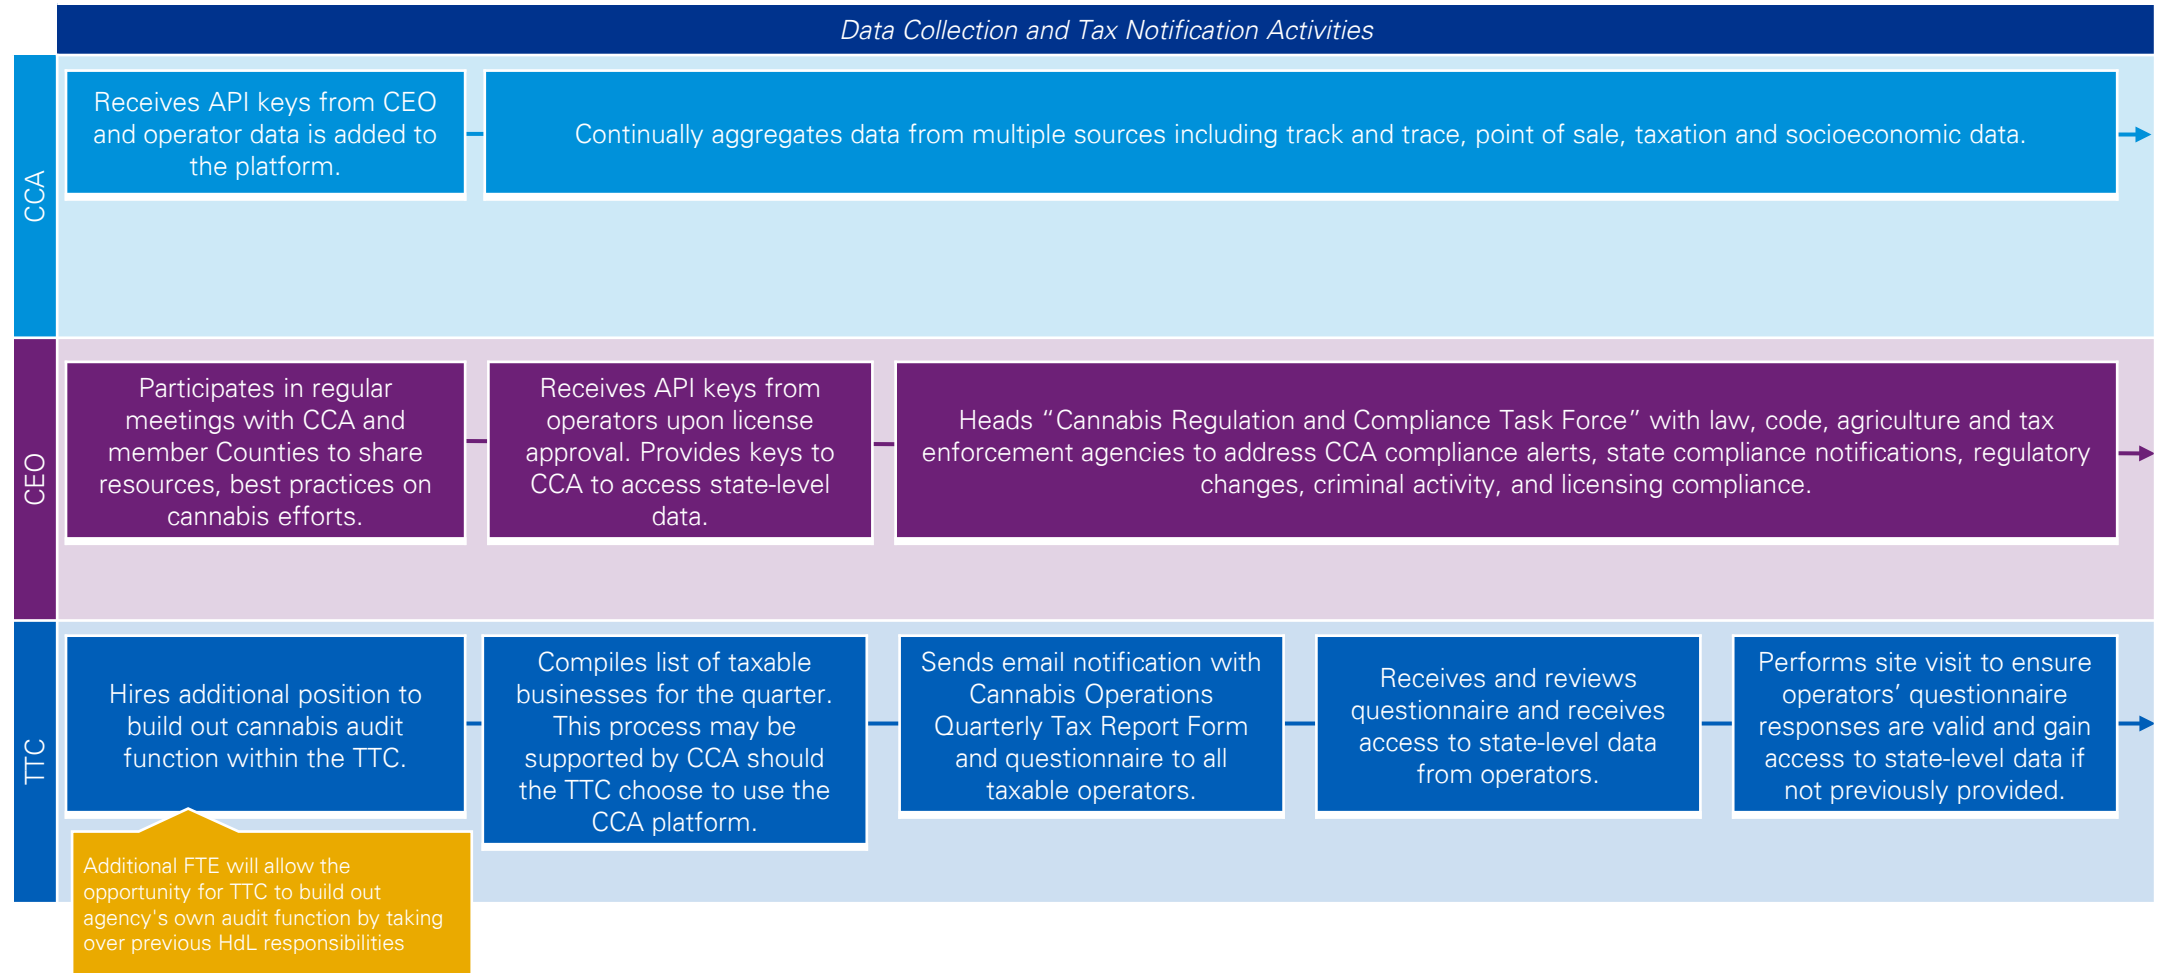 Data Collection and Tax Notification Activities
CCA
Receives API keys from CEO
and operator data is added to
the platform.
Continually aggregates data from multiple sources including track and trace, point of sale, taxation and socioeconomic data.
CEO
Participates in regular
meetings with CCA and
member Counties to share
resources, best practices on
cannabis efforts.
Receives API keys from
operators upon license
approval. Provides keys to
CCA to access state-level
data.
Heads “Cannabis Regulation and Compliance Task Force” with law, code, agriculture and tax
enforcement agencies to address CCA compliance alerts, state compliance notifications, regulatory
changes, criminal activity, and licensing compliance.
TTC
Hires additional position to
build out cannabis audit
function within the TTC.
Compiles list of taxable
businesses for the quarter.
This process may be
supported by CCA should
the TTC choose to use the
CCA platform.
Sends email notification with
Cannabis Operations
Quarterly Tax Report Form
and questionnaire to all
taxable operators.
Receives and reviews
questionnaire and receives
access to state-level data
from operators.
Performs site visit to ensure
operators’ questionnaire
responses are valid and gain
access to state-level data if
not previously provided.
Additional FTE will allow the
opportunity for TTC to build out
agency's own audit function by taking
over previous HdL responsibilities